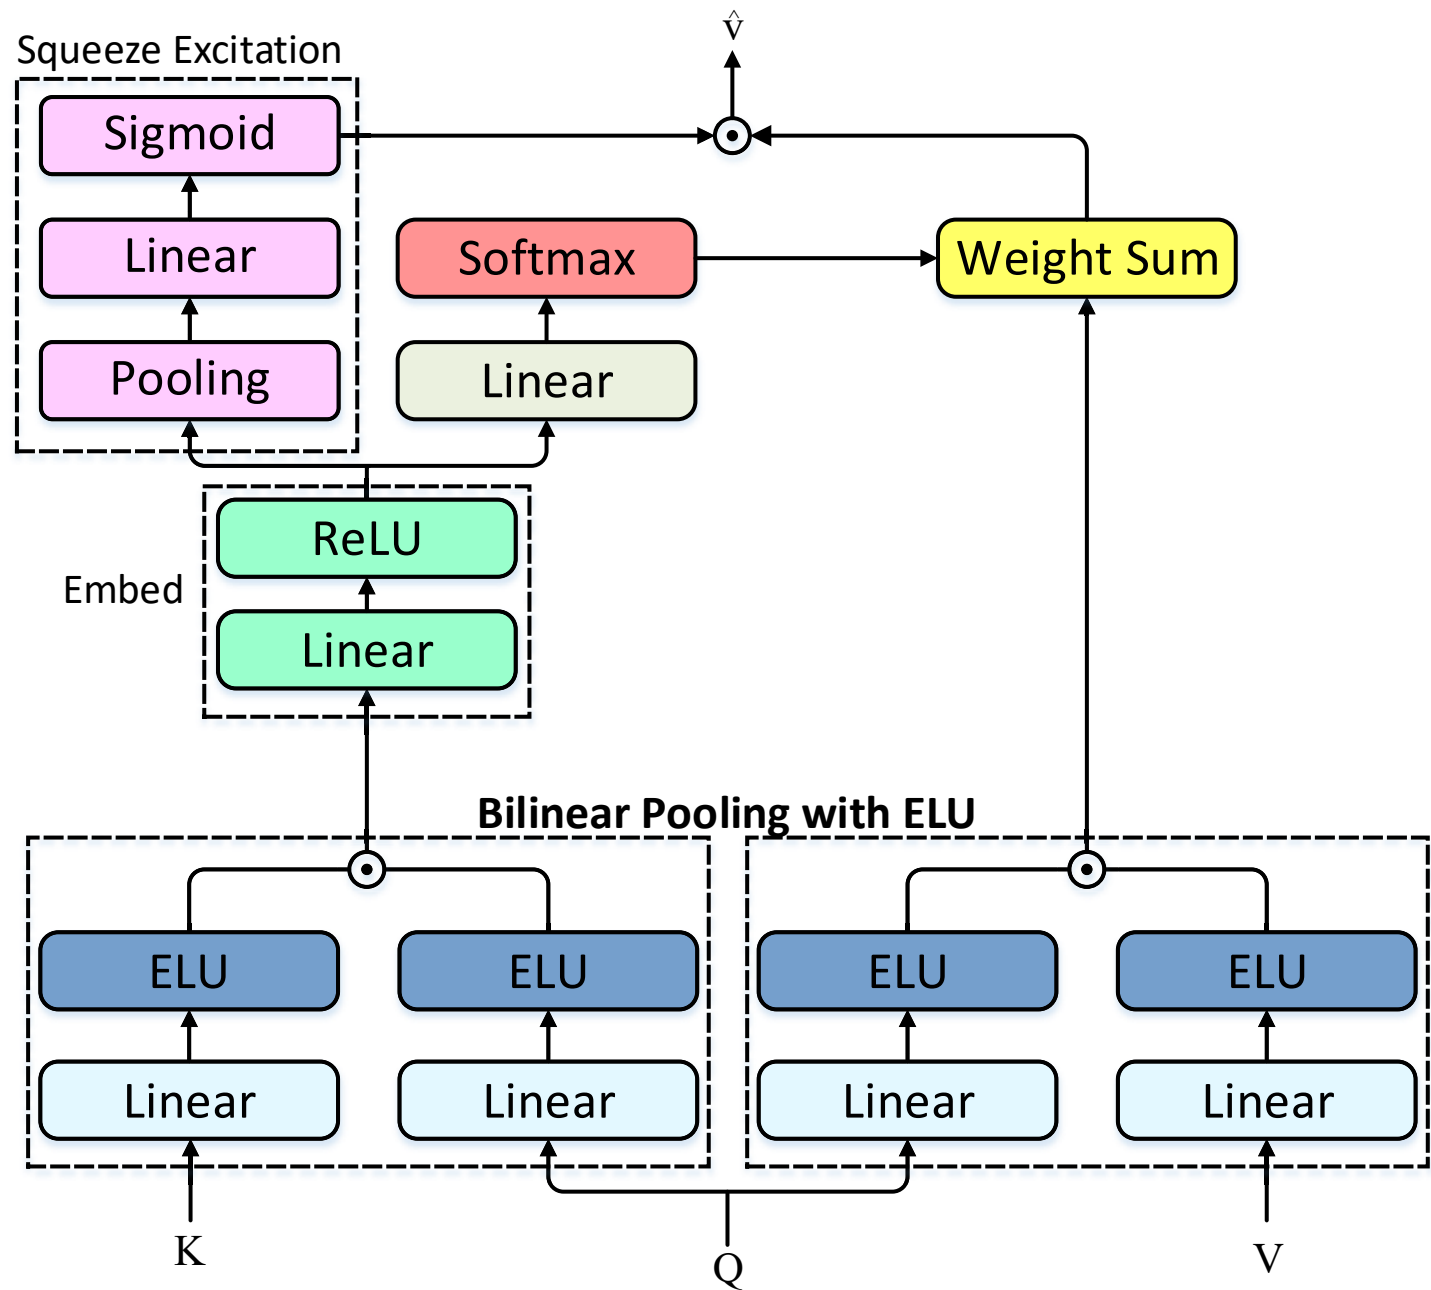 v̂
Squeeze Excitation
Sigmoid
Linear
Softmax
Weight Sum
Pooling
Linear
ReLU
Embed
Linear
Bilinear Pooling with ELU
ELU
ELU
ELU
ELU
Linear
Linear
Linear
Linear
K
Q
V